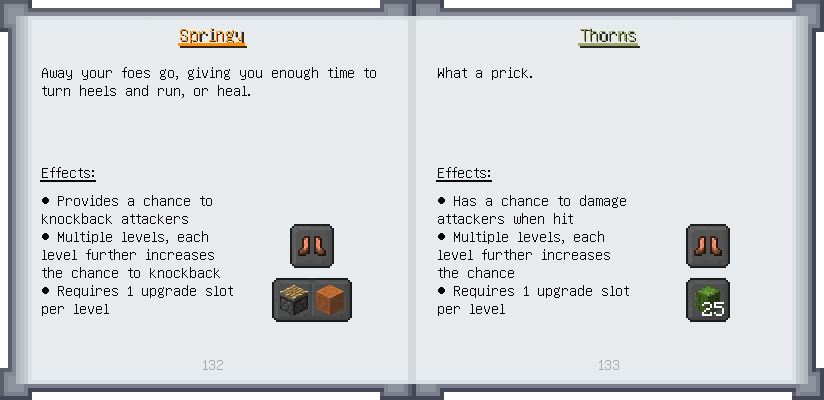 Springy
Away your foes go, giving you enough time to
turn heels and run, or heal.
Effects:
● Provides a chance to
knockback attackers
● Multiple levels, each
level further increases
the chance to knockback
● Requires 1 upgrade slot
per level
132
Thorns
What a prick.
Effects:
● Has a chance to damage
attackers when hit
● Multiple levels, each
level further increases
the chance
● Requires 1 upgrade slot
per level
25
133